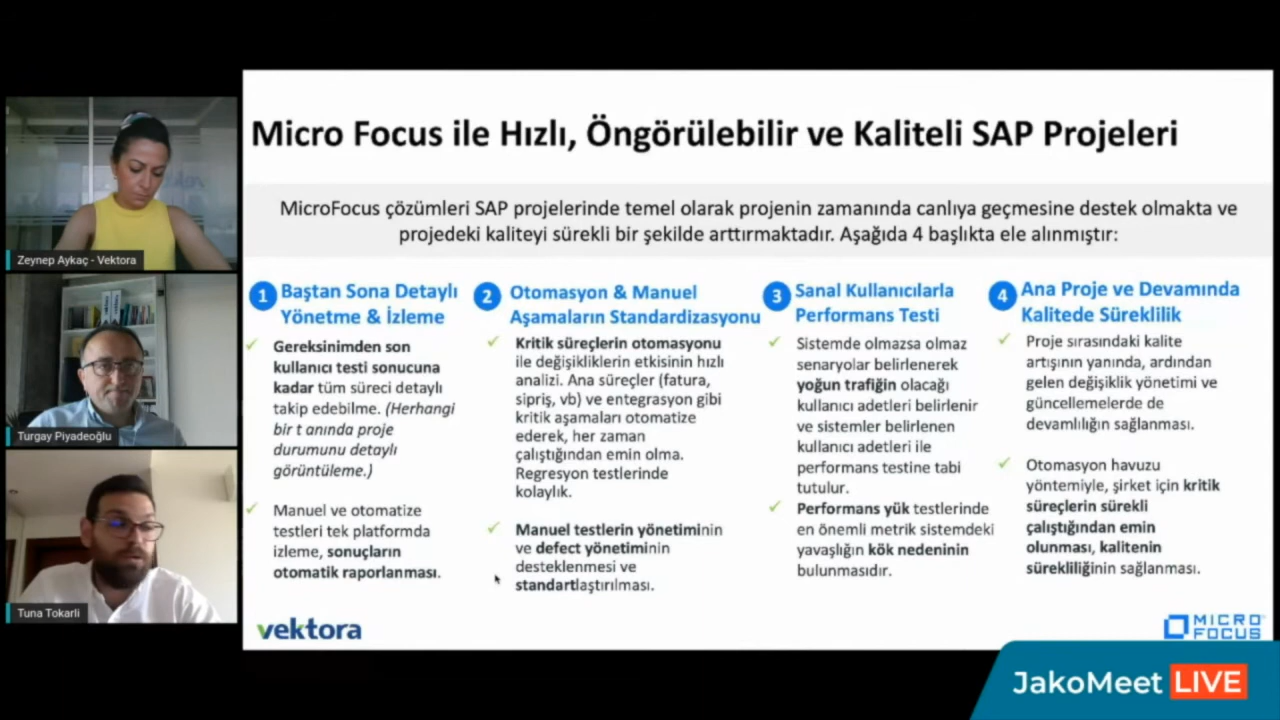 Micro Focus ile Hızlı, Öngörülebilir ve Kaliteli SAP Projeleri
MicroFocus çözümleri SAP projelerinde temel olarak projenin zamanında canlıya geçmesine destek olmakta ve
projedeki kaliteyi sürekli bir şekilde arttırmaktadır. Aşağıda 4 başlıkta ele alınmıştır:
1 Baştan Sona Detaylı
Yönetme & İzleme
Gereksinimden son
kullanıcı testi sonucuna
kadar tüm süreci detaylı
takip edebilme. (Herhangi
bir t anında proje
durumunu detaylı
görüntüleme.)
Manuel ve otomatize
testleri tek platformda
izleme, sonuçların
otomatik raporlanması.
2 Otomasyon & Manuel
Aşamaların Standardizasyonu
Kritik süreçlerin otomasyonu
ile değişikliklerin etkisinin hızlı
analizi. Ana süreçler (fatura,
sipriş, vb) ve entegrasyon gibi
kritik aşamaları otomatize
ederek, her zaman
çalıştığından emin olma.
Regresyon testlerinde
kolaylık.
Manuel testlerin yönetiminin
ve defect yönetiminin
desteklenmesi ve
standartlaştırılması.
3 Sanal Kullanıcılarla
Performans Testi
Sistemde olmazsa olmaz
senaryolar belirlenerek
yoğun trafiğin olacağı
kullanıcı adetleri belirlenir
ve sistemler belirlenen
kullanıcı adetleri ile
performans testine tabi
tutulur.
Performans yük testlerinde
en önemli metrik sistemdeki
yavaşlığın kök nedeninin
bulunmasıdır.
4 Ana Proje ve Devamında
Kalitede Süreklilik
Proje sırasındaki kalite
artışının yanında, ardından
gelen değişiklik yönetimi ve
güncellemelerde de
devamlılığın sağlanması.
Otomasyon havuzu
yöntemiyle, şirket için kritik
süreçlerin sürekli
çalıştığından emin
olunması, kalitenin
sürekliliğinin sağlanması.
vektora
MICRO
FOCUS
Zeynep Aykaç - Vektora
Turgay Piyadeoğlu
Tuna Tokarli
JakoMeet LIVE